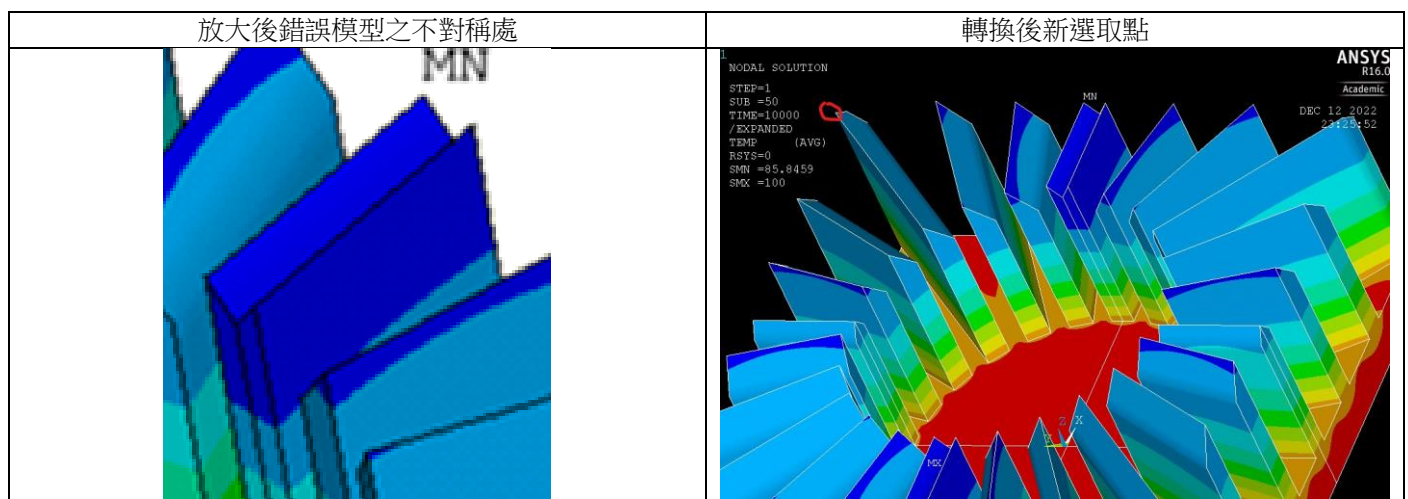 放大後錯誤模型之不對稱處
轉換後新選取點
MN
1
NODAL SOLUTION
STEP=1
SUB =50
TIME=10000
/EXPANDED
TEMP (AVG)
RSYS=0
SMN =85.8459
SMX =100
ANSYS
R16.0
Academic
DEC 12 2022
23:25:52
MN
Z X
Y
MX